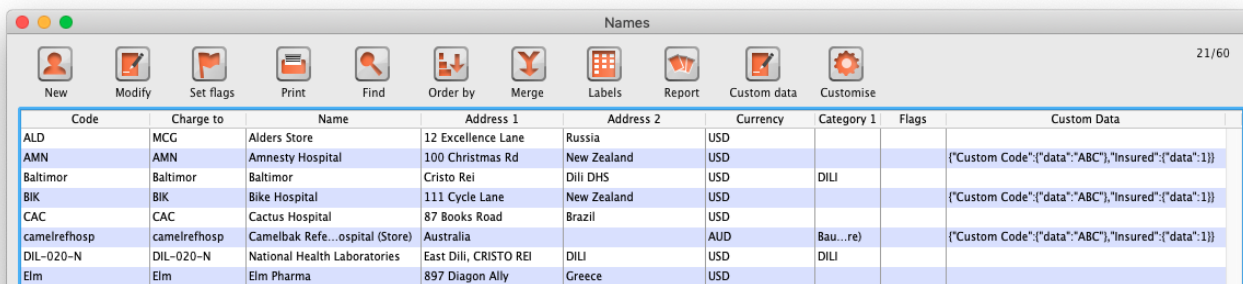 Names
New Modify Set flags Print Find Order by Merge Labels Report Custom data Customise 21/60
Code Charge to Name Address 1 Address 2 Currency Category 1 Flags Custom Data
ALD MCG Alders Store 12 Excellence Lane Russia USD
AMN AMN Amnesty Hospital 100 Christmas Rd New Zealand USD {"Custom Code":{"data":"ABC"},"Insured":{"data":1}}
Baltimor Baltimor Baltimor Cristo Rei Dili DHS USD DILI
BIK BIK Bike Hospital 111 Cycle Lane New Zealand USD {"Custom Code":{"data":"ABC"},"Insured":{"data":1}}
CAC CAC Cactus Hospital 87 Books Road Brazil USD
camelrefhosp camelrefhosp Camelbak Refe...ospital (Store) Australia AUD Bau...re) {"Custom Code":{"data":"ABC"},"Insured":{"data":1}}
DIL-020-N DIL-020-N National Health Laboratories East Dili, CRISTO REI DILI USD DILI
Elm Elm Elm Pharma 897 Diagon Ally Greece USD